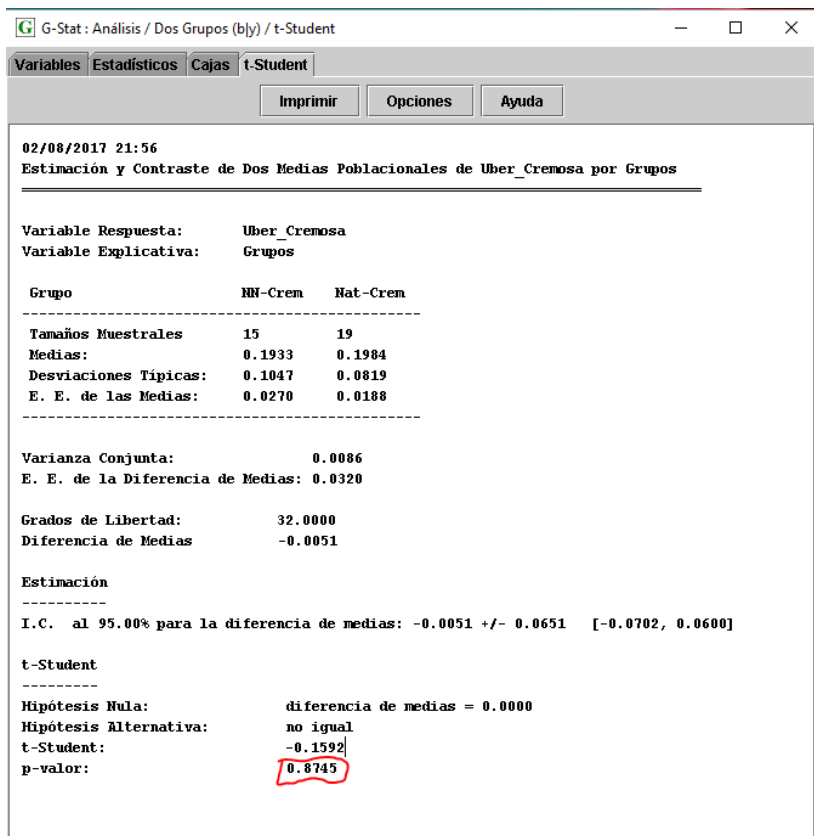 G-Stat : Análisis / Dos Grupos (b|y) / t-Student
Variables Estadísticos Cajas t-Student
Imprimir Opciones Ayuda
02/08/2017 21:56
Estimación y Contraste de Dos Medias Poblacionales de Uber_Cremosa por Grupos
Variable Respuesta: Uber_Cremosa
Variable Explicativa: Grupos
Grupo NN-Crem Nat-Crem
Tamaños Muestrales 15 19
Medias: 0.1933 0.1984
Desviaciones Típicas: 0.1047 0.0819
E. E. de las Medias: 0.0270 0.0188
Varianza Conjunta: 0.0086
E. E. de la Diferencia de Medias: 0.0320
Grados de Libertad: 32.0000
Diferencia de Medias -0.0051
Estimación
I.C. al 95.00% para la diferencia de medias: -0.0051 +/- 0.0651 [-0.0702, 0.0600]
t-Student
Hipótesis Nula: diferencia de medias = 0.0000
Hipótesis Alternativa: no igual
t-Student: -0.1592
p-valor: 0.8745